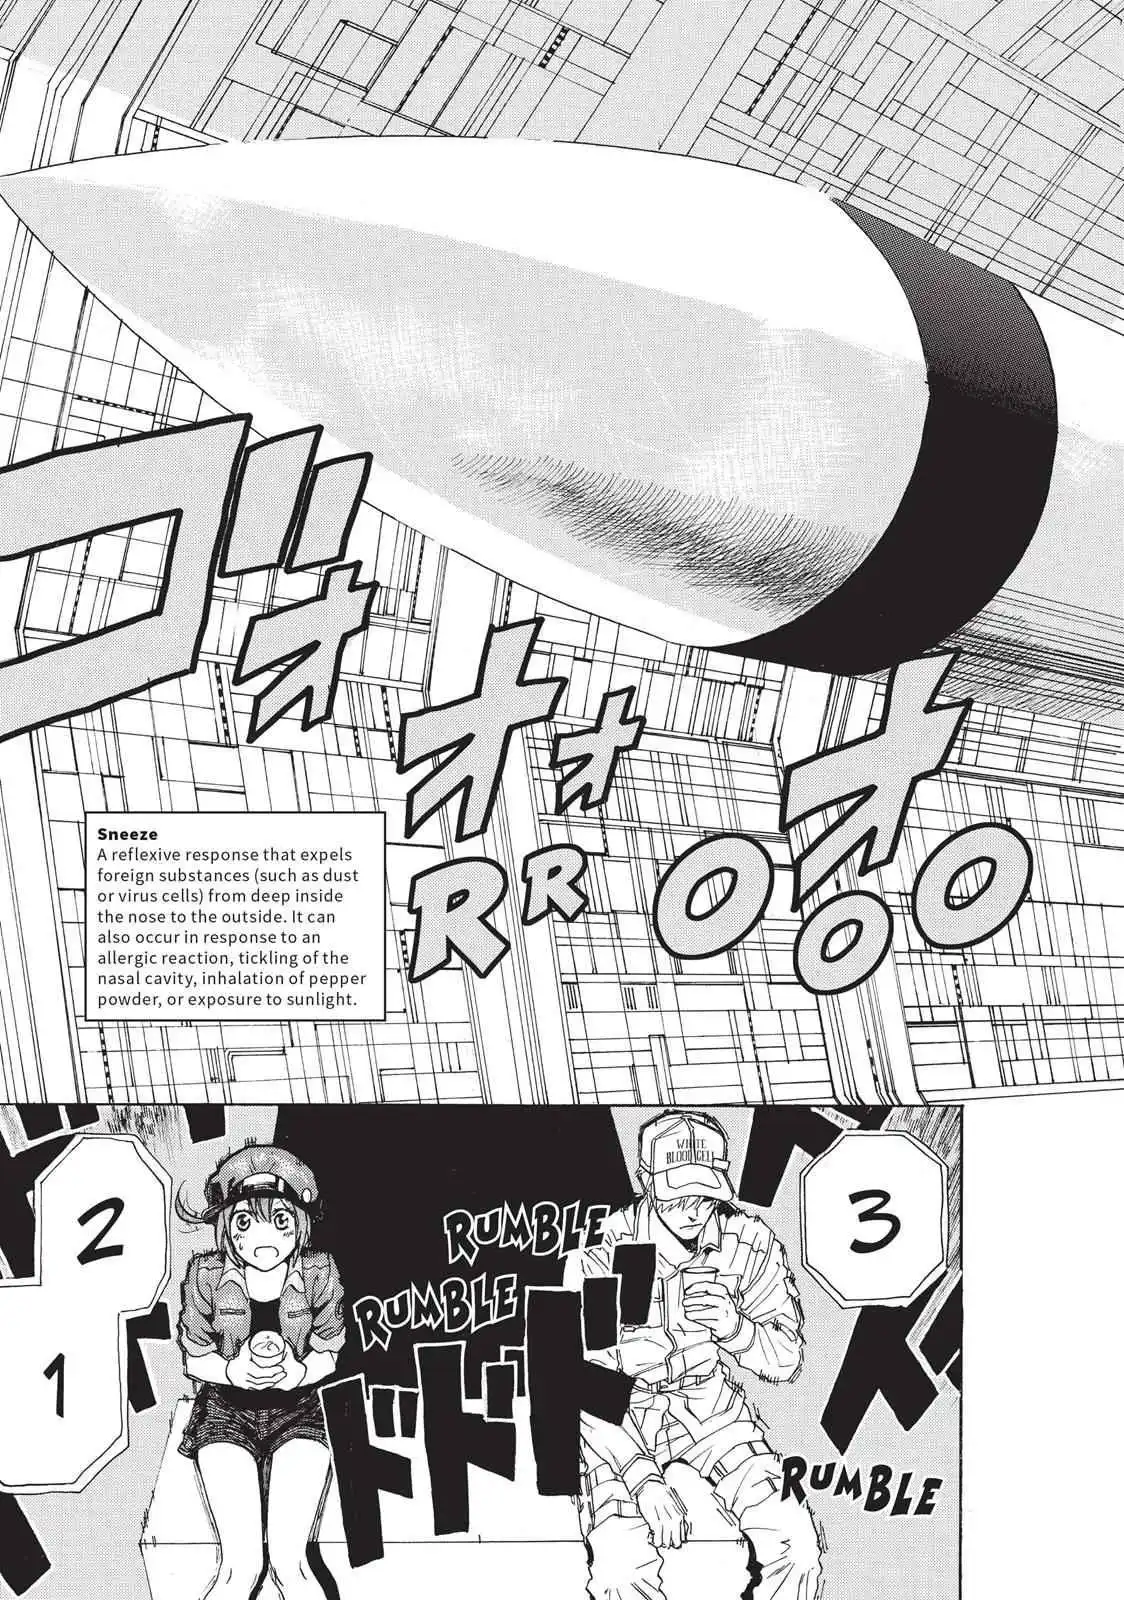 ゴォォォォ
RROOO
Sneeze
A reflexive response that expels
foreign substances (such as dust
or virus cells) from deep inside
the nose to the outside. It can
also occur in response to an
allergic reaction, tickling of the
nasal cavity, inhalation of pepper
powder, or exposure to sunlight.
3
WHITE
BLOOD CELL
RUMBLE
RUMBLE
ドドドド
RUMBLE
2
1